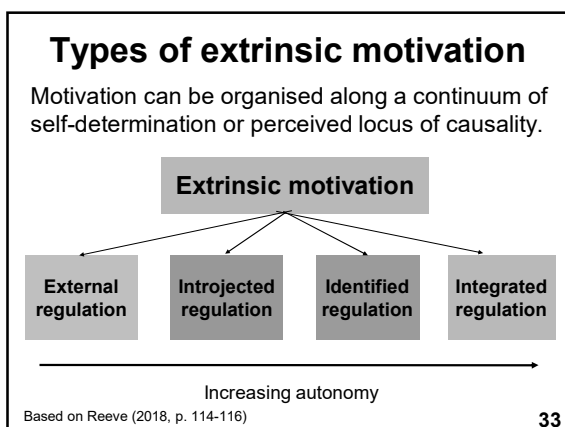 Types of extrinsic motivation
Motivation can be organised along a continuum of
self-determination or perceived locus of causality.
Extrinsic motivation
External
regulation
Introjected
regulation
Identified
regulation
Integrated
regulation
Increasing autonomy
Based on Reeve (2018, p. 114-116)
33